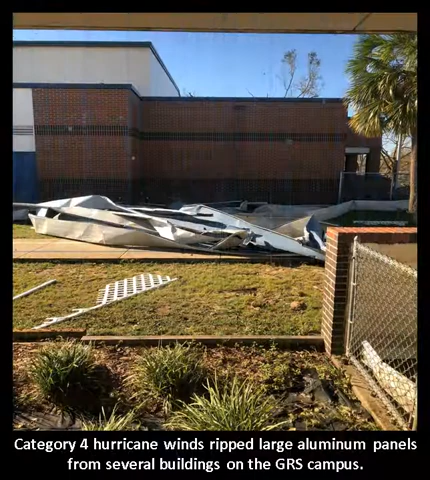 Category 4 hurricane winds ripped large aluminum panels
from several buildings on the GRS campus.